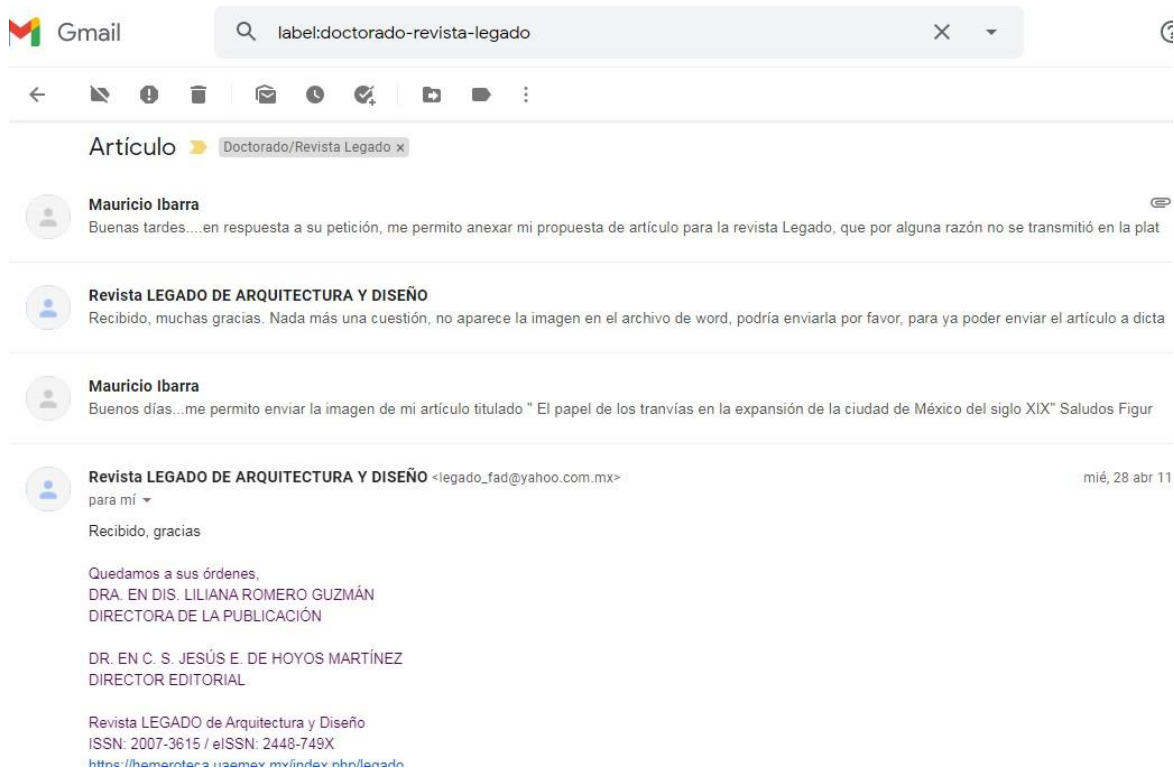 Gmail
label:doctorado-revista-legado
Artículo Doctorado/Revista Legado x
Mauricio Ibarra
Buenas tardes....en respuesta a su petición, me permito anexar mi propuesta de artículo para la revista Legado, que por alguna razón no se transmitió en la plat
Revista LEGADO DE ARQUITECTURA Y DISEÑO
Recibido, muchas gracias. Nada más una cuestión, no aparece la imagen en el archivo de word, podría enviarla por favor, para ya poder enviar el artículo a dicta
Mauricio Ibarra
Buenos días...me permito enviar la imagen de mi artículo titulado " El papel de los tranvías en la expansión de la ciudad de México del siglo XIX" Saludos Figur
Revista LEGADO DE ARQUITECTURA Y DISEÑO <legado_fad@yahoo.com.mx> mié, 28 abr 11
para mí
Recibido, gracias
Quedamos a sus órdenes,
DRA. EN DIS. LILIANA ROMERO GUZMÁN
DIRECTORA DE LA PUBLICACIÓN
DR. EN C. S. JESÚS E. DE HOYOS MARTÍNEZ
DIRECTOR EDITORIAL
Revista LEGADO de Arquitectura y Diseño
ISSN: 2007-3615 / eISSN: 2448-749X
https://hemeroteca.uaemex.mx/index.php/legado